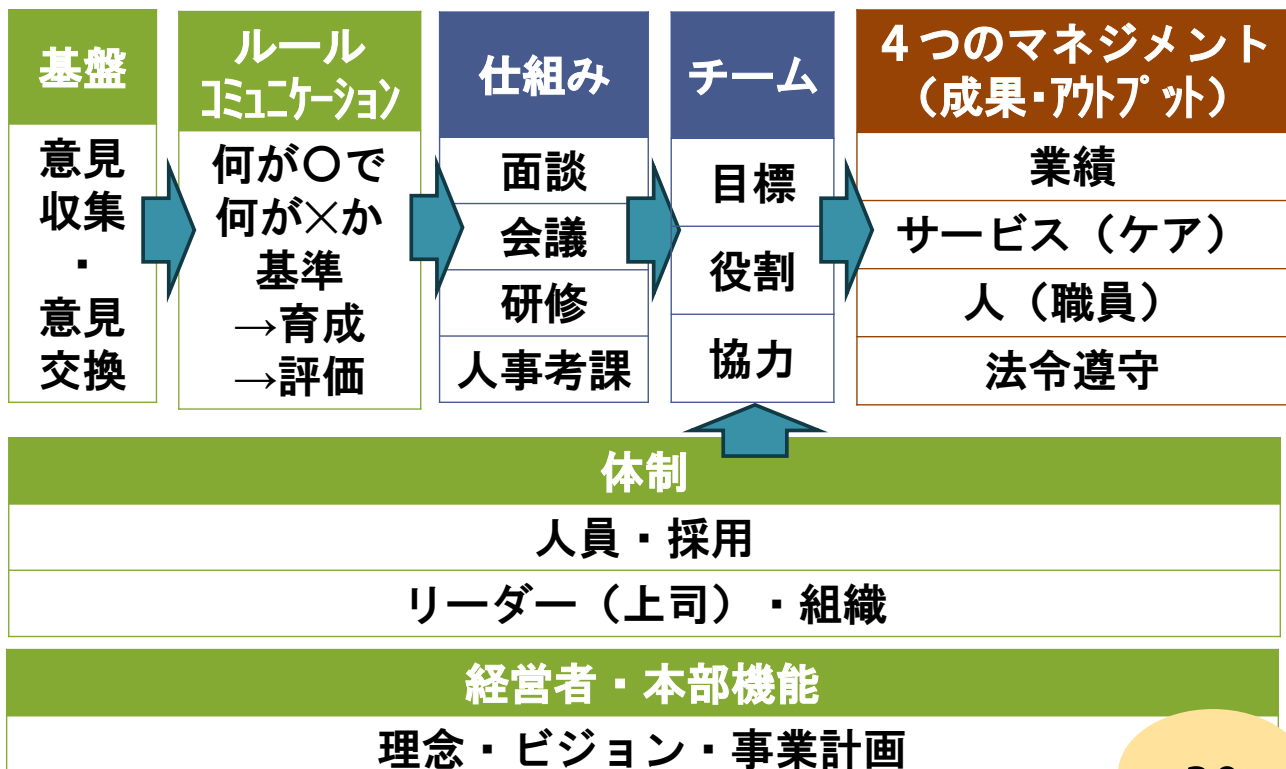 基盤
意見
収集
・
意見
交換
ルール
コミュニケーション
何が〇で
何が×か
基準
→育成
→評価
仕組み
面談
会議
研修
人事考課
チーム
目標
役割
協力
４つのマネジメント
（成果・アウトプット）
業績
サービス（ケア）
人（職員）
法令遵守
体制
人員・採用
リーダー（上司）・組織
経営者・本部機能
理念・ビジョン・事業計画